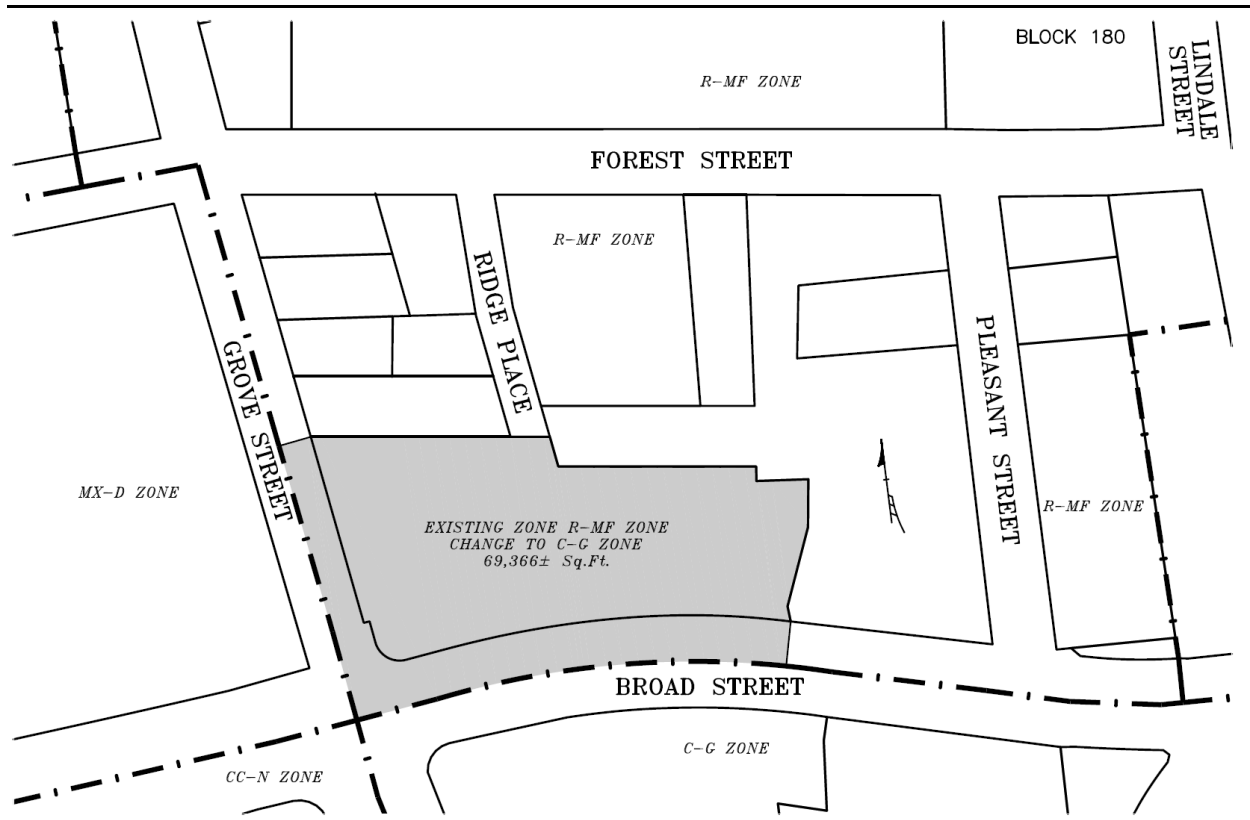 BLOCK 180
LINDALE
STREET
R-MF ZONE
FOREST STREET
R-MF ZONE
RIDGE PLACE
GROVE STREET
PLEASANT STREET
MX-D ZONE
R-MF ZONE
EXISTING ZONE R-MF ZONE
CHANGE TO C-G ZONE
69,366± Sq.Ft.
BROAD STREET
C-G ZONE
CC-N ZONE